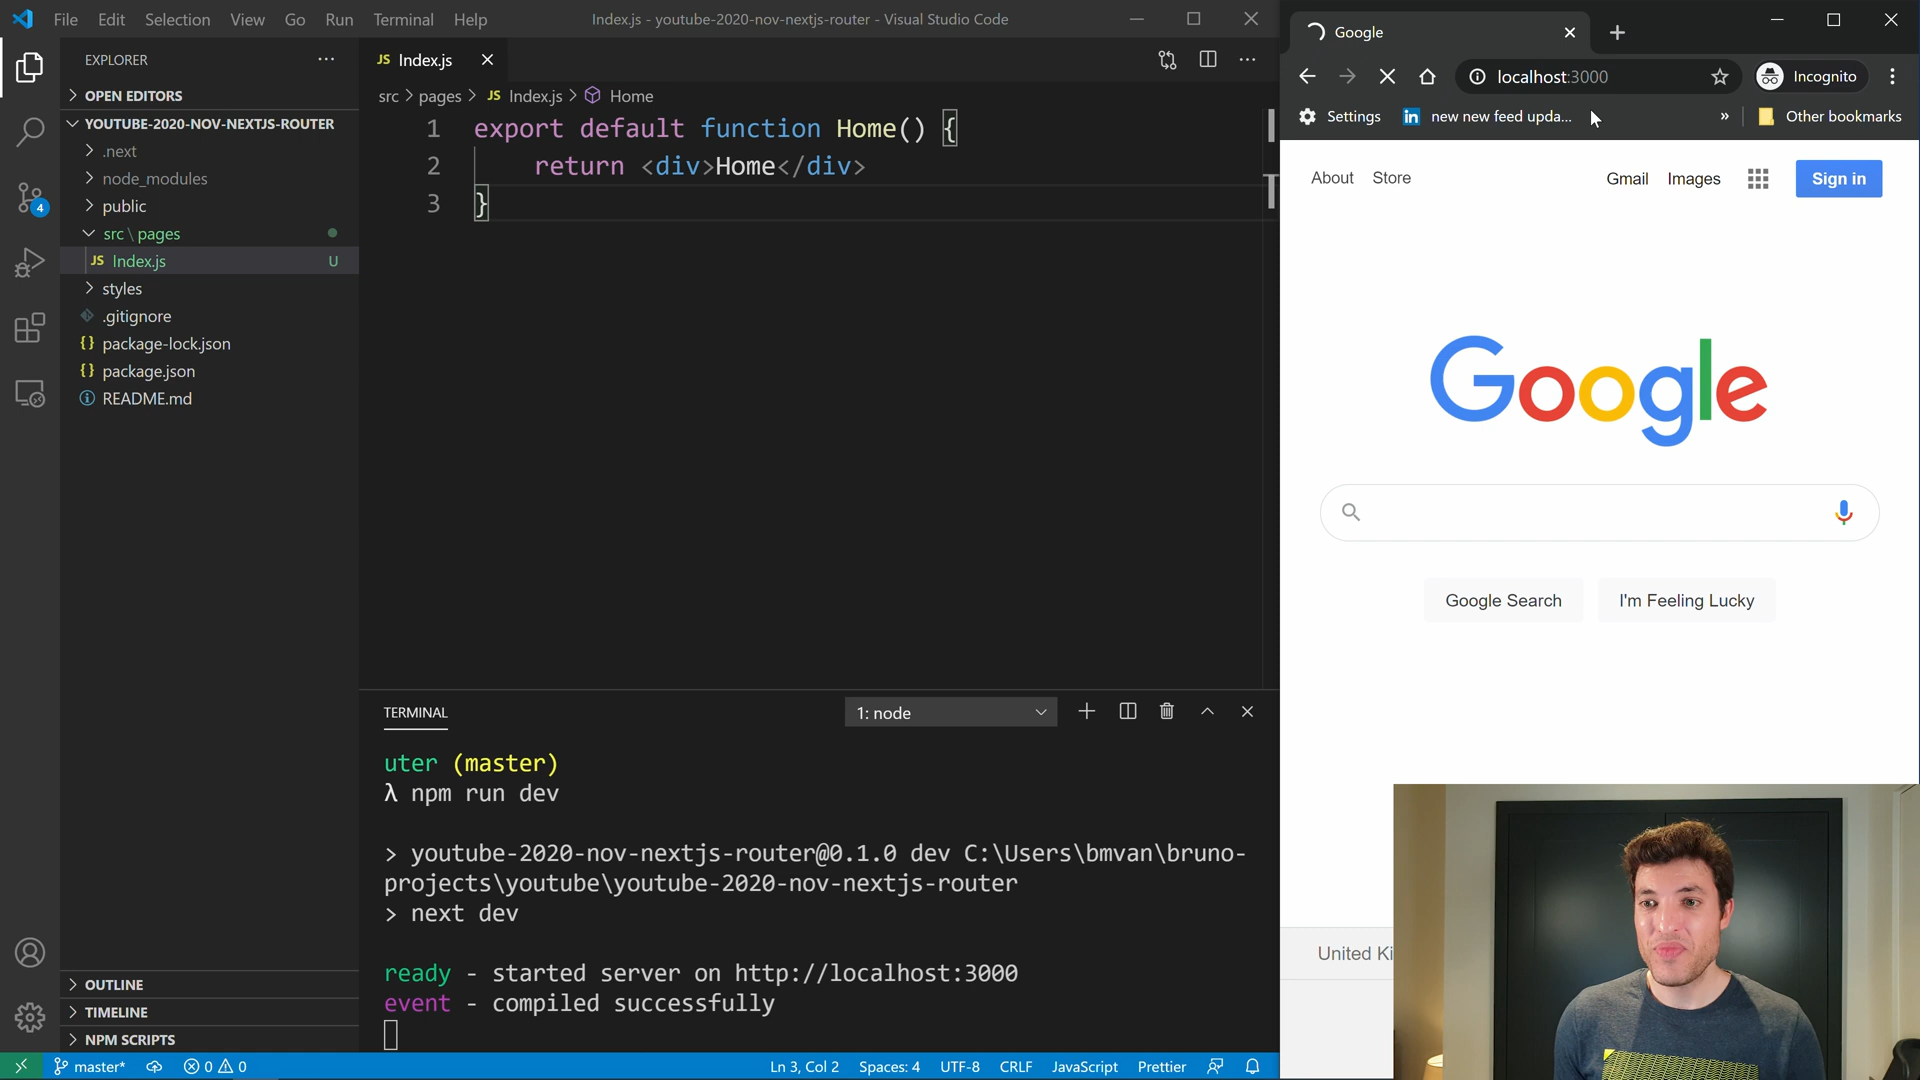 File Edit Selection View Go Run Terminal Help
Index.js - youtube-2020-nov-nextjs-router - Visual Studio Code
EXPLORER
OPEN EDITORS
YOUTUBE-2020-NOV-NEXTJS-ROUTER
.next
node_modules
public
src \ pages
JS Index.js U
styles
.gitignore
{} package-lock.json
{} package.json
README.md
OUTLINE
TIMELINE
NPM SCRIPTS
4
JS Index.js
src > pages > JS Index.js > Home
1 export default function Home() {
2 return <div>Home</div>
3 }
TERMINAL
1: node
uter (master)
λ npm run dev
> youtube-2020-nov-nextjs-router@0.1.0 dev C:\Users\bmvan\bruno-
projects\youtube\youtube-2020-nov-nextjs-router
> next dev
ready - started server on http://localhost:3000
event - compiled successfully
master* 0 0 Ln 3, Col 2 Spaces: 4 UTF-8 CRLF JavaScript Prettier
Google
localhost:3000
Incognito
Settings
in new new feed upda...
» Other bookmarks
About Store
Gmail Images
Sign in
Google
Google Search
I'm Feeling Lucky
United Ki